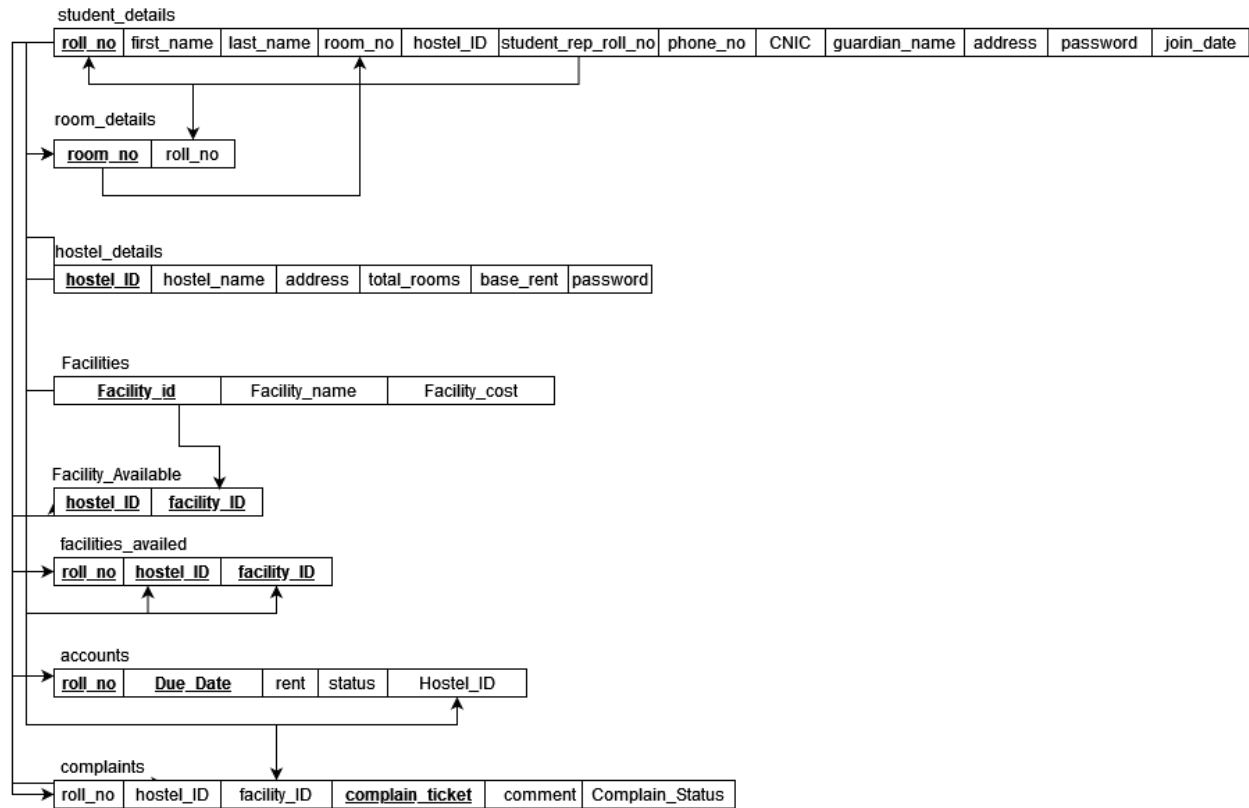 student_details
roll_no first_name last_name room_no hostel_ID student_rep_roll_no phone_no CNIC guardian_name address password join_date
room_details
room_no roll_no
hostel_details
hostel_ID hostel_name address total_rooms base_rent password
Facilities
Facility_id Facility_name Facility_cost
Facility_Available
hostel_ID facility_ID
facilities_availed
roll_no hostel_ID facility_ID
accounts
roll_no Due_Date rent status Hostel_ID
complaints
roll_no hostel_ID facility_ID complain_ticket comment Complain_Status